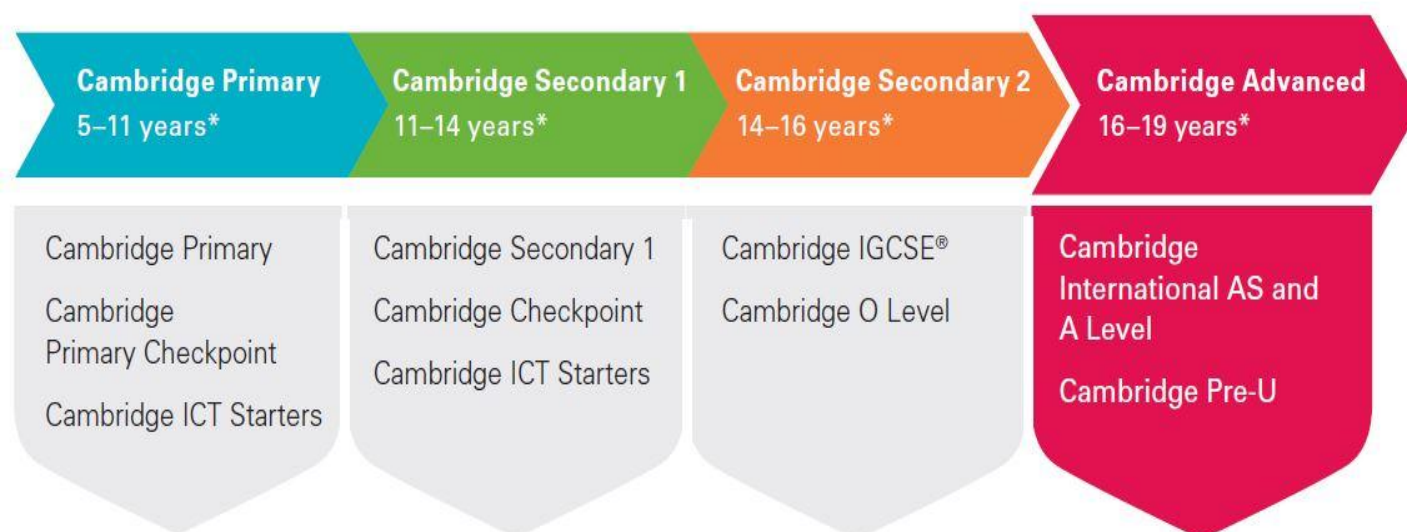 Cambridge Primary
5–11 years*
Cambridge Secondary 1
11–14 years*
Cambridge Secondary 2
14–16 years*
Cambridge Advanced
16–19 years*
Cambridge Primary
Cambridge
Primary Checkpoint
Cambridge ICT Starters
Cambridge Secondary 1
Cambridge Checkpoint
Cambridge ICT Starters
Cambridge IGCSE®
Cambridge O Level
Cambridge
International AS and
A Level
Cambridge Pre-U